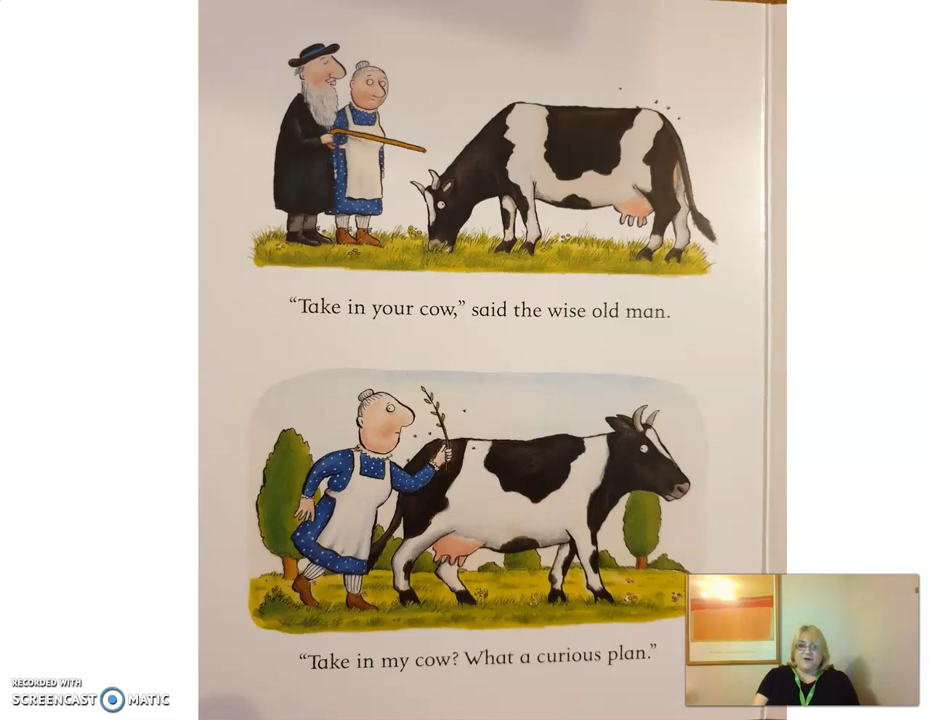 “Take in your cow,” said the wise old man.
“Take in my cow? What a curious plan.”
RECORDED WITH
SCREENCAST MATIC